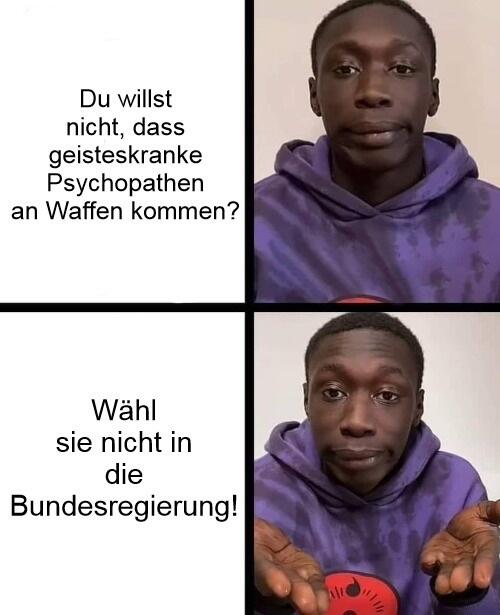 Du willst
nicht, dass
geisteskranke
Psychopathen
an Waffen kommen?
Wähl
sie nicht in
die
Bundesregierung!